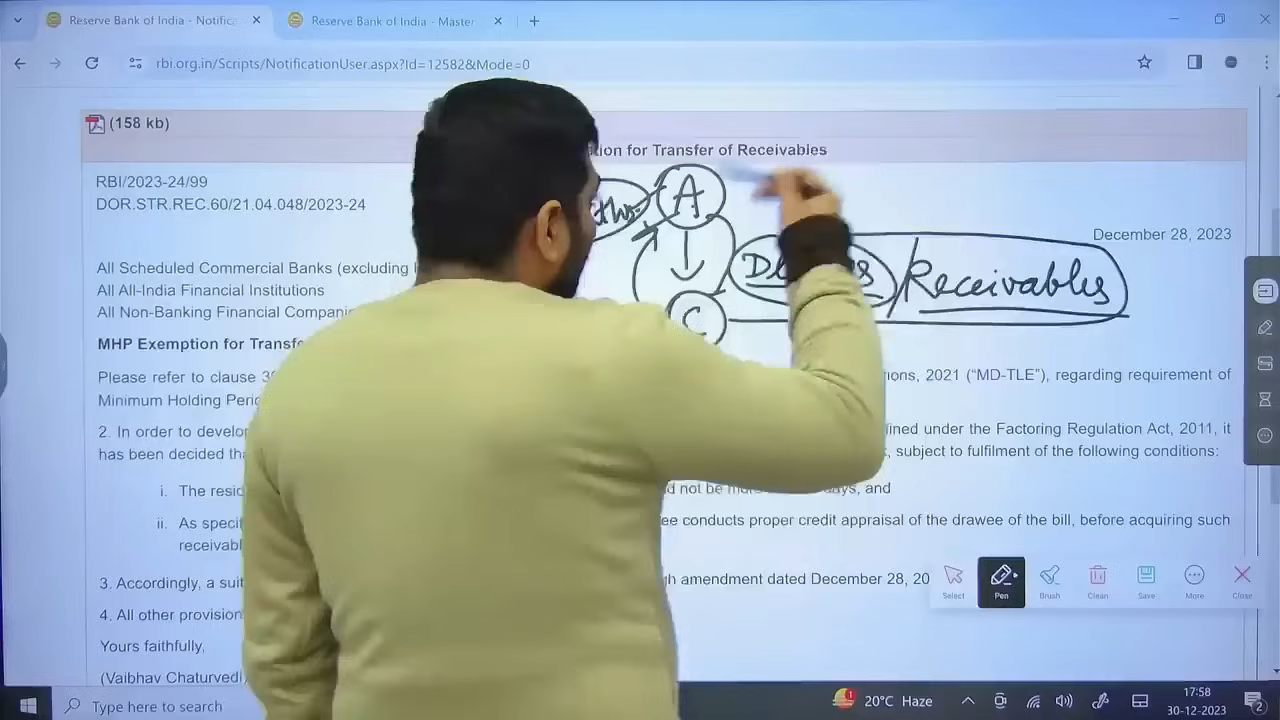 Reserve Bank of India - Notifica
Reserve Bank of India - Master
rbi.org.in/Scripts/NotificationUser.aspx?Id=12582&Mode=0
(158 kb)
tion for Transfer of Receivables
RBI/2023-24/99
DOR.STR.REC.60/21.04.048/2023-24
A
December 28, 2023
/Receivables
C
All Scheduled Commercial Banks (excluding
All All-India Financial Institutions
All Non-Banking Financial Compani
MHP Exemption for Transfe
Please refer to clause 3 ions, 2021 (“MD-TLE”), regarding requirement of
Minimum Holding Peri
2. In order to develo ined under the Factoring Regulation Act, 2011, it
has been decided tha , subject to fulfilment of the following conditions:
i. The resid d not be ys, and
ii. As specif ee conducts proper credit appraisal of the drawee of the bill, before acquiring such
receivabl
3. Accordingly, a suit h amendment dated December 28, 20
4. All other provision
Yours faithfully,
(Vaibhav Chaturvedi
Select Pen Brush Clean Save More Close
Type here to search
1
20°C Haze
17:58
30-12-2023
2